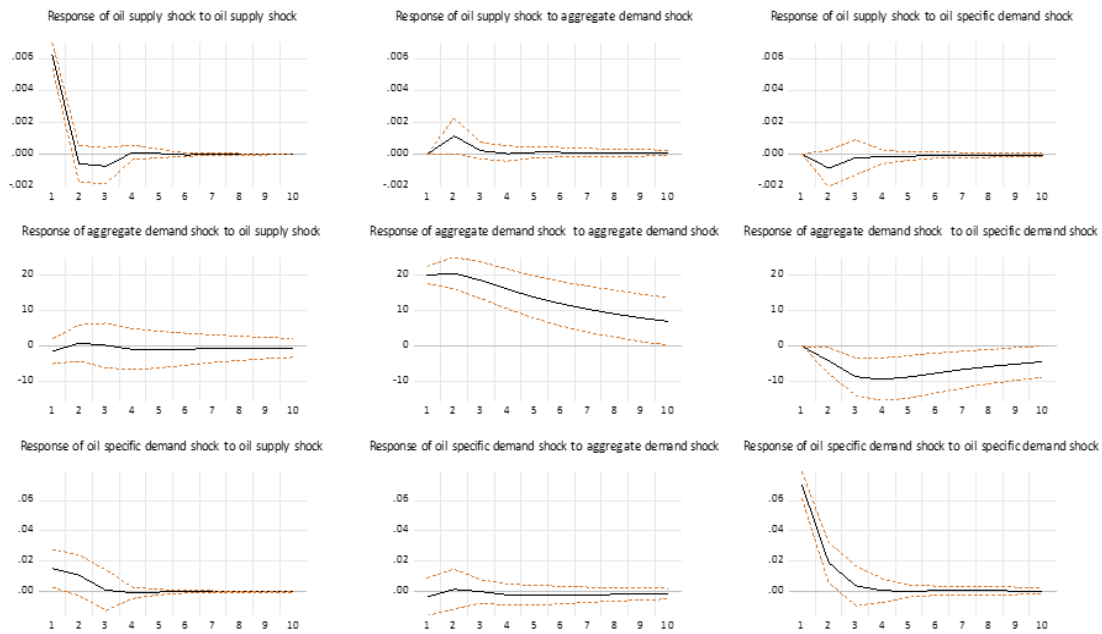 Response of oil supply shock to oil supply shock
Response of oil supply shock to aggregate demand shock
Response of oil supply shock to oil specific demand shock
.006
.004
.002
.000
-.002
1 2 3 4 5 6 7 8 9 10
.006
.004
.002
.000
-.002
1 2 3 4 5 6 7 8 9 10
.006
.004
.002
.000
-.002
1 2 3 4 5 6 7 8 9 10
Response of aggregate demand shock to oil supply shock
Response of aggregate demand shock to aggregate demand shock
Response of aggregate demand shock to oil specific demand shock
20
10
0
-10
1 2 3 4 5 6 7 8 9 10
20
10
0
-10
1 2 3 4 5 6 7 8 9 10
20
10
0
-10
1 2 3 4 5 6 7 8 9 10
Response of oil specific demand shock to oil supply shock
Response of oil specific demand shock to aggregate demand shock
Response of oil specific demand shock to oil specific demand shock
.06
.04
.02
.00
1 2 3 4 5 6 7 8 9 10
.06
.04
.02
.00
1 2 3 4 5 6 7 8 9 10
.06
.04
.02
.00
1 2 3 4 5 6 7 8 9 10